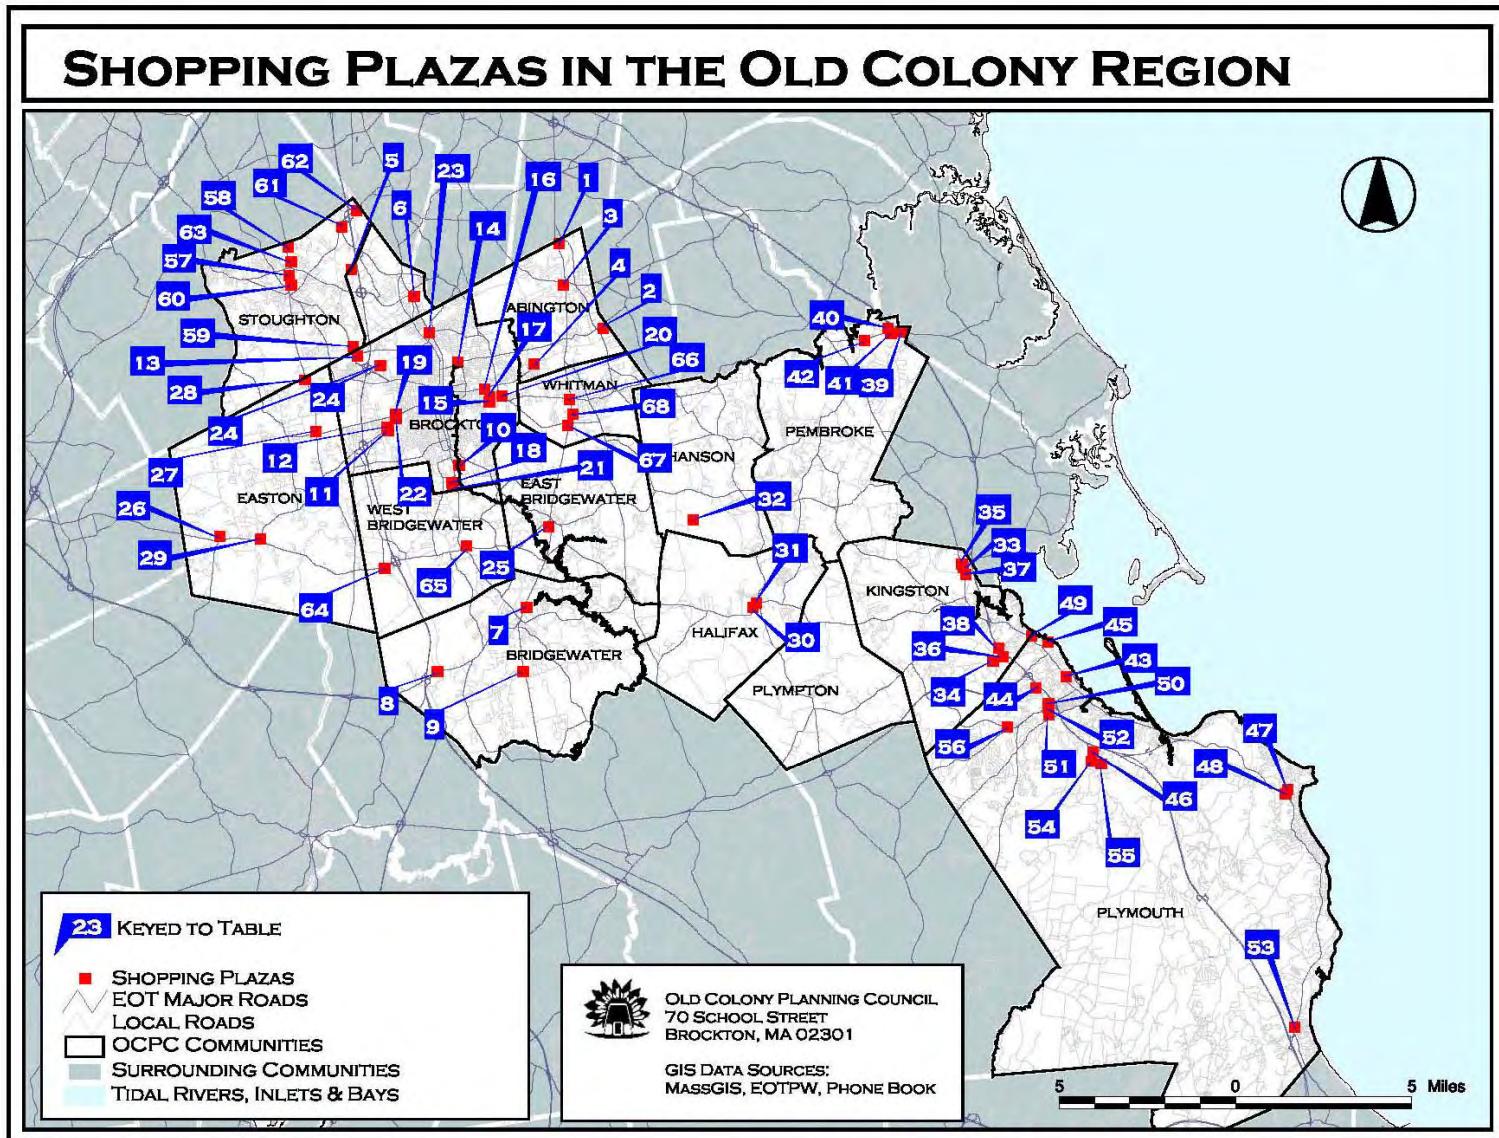 SHOPPING PLAZAS IN THE OLD COLONY REGION
62
5
23
16
1
61
58
6
3
14
63
4
57
2
60
ABINGTON
40
STOUGHTON
17
20
59
66
13
19
42
41
39
28
24
15
WHITMAN
68
BROCKTO
10
PEMBROKE
24
18
67
HANSON
27
12
11
22
21
EAST
BRIDGEWATER
EASTON
WEST
BRIDGEWATER
26
32
35
29
33
31
37
25
65
KINGSTON
64
49
38
45
7
HALIFAX
30
36
43
BRIDGEWATER
34
44
50
8
PLYMPTON
9
52
47
56
51
48
46
54
55
PLYMOUTH
53
23 KEYED TO TABLE
SHOPPING PLAZAS
EOT MAJOR ROADS
LOCAL ROADS
OCPC COMMUNITIES
SURROUNDING COMMUNITIES
TIDAL RIVERS, INLETS & BAYS
OLD COLONY PLANNING COUNCIL
70 SCHOOL STREET
BROCKTON, MA 02301
GIS DATA SOURCES:
MASSGIS, EOTPW, PHONE BOOK
5 0 5 Miles